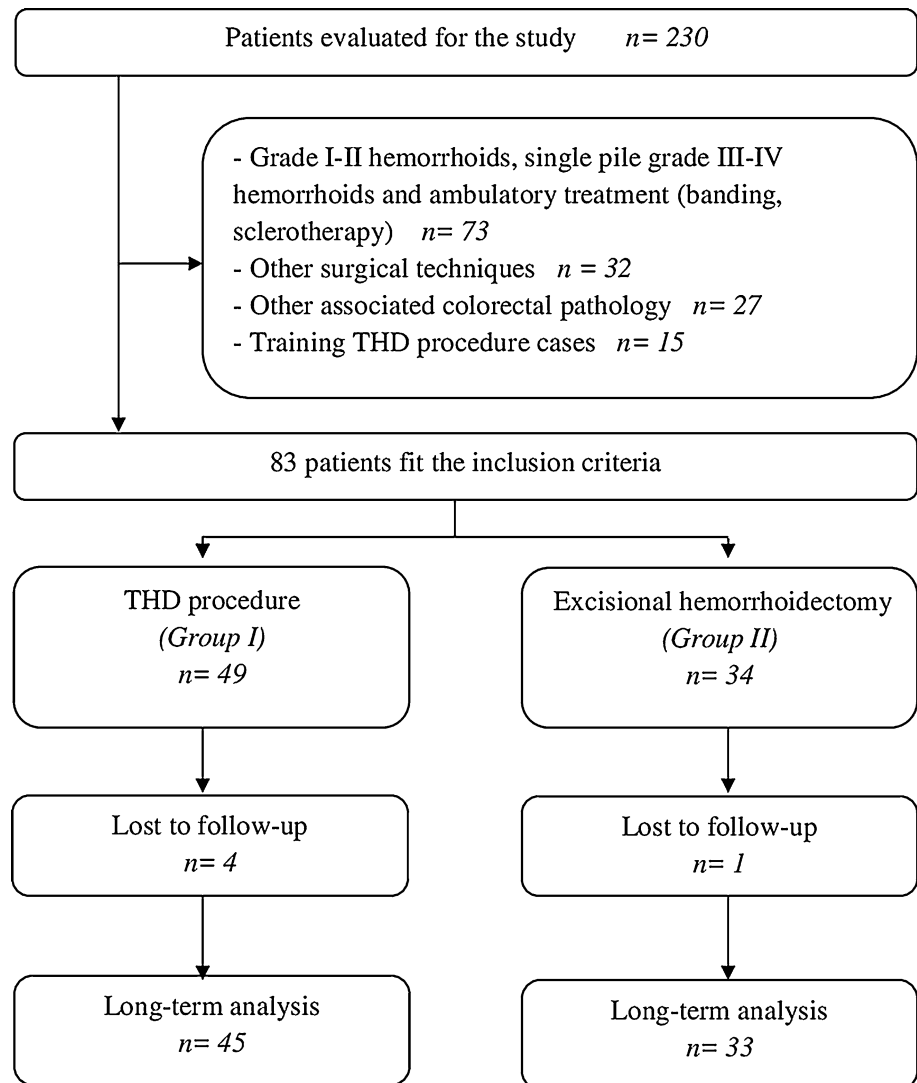 Patients evaluated for the study n= 230
- Grade I-II hemorrhoids, single pile grade III-IV
hemorrhoids and ambulatory treatment (banding,
sclerotherapy) n= 73
- Other surgical techniques n = 32
- Other associated colorectal pathology n= 27
- Training THD procedure cases n= 15
83 patients fit the inclusion criteria
THD procedure
(Group I)
n= 49
Excisional hemorrhoidectomy
(Group II)
n= 34
Lost to follow-up
n= 4
Lost to follow-up
n= 1
Long-term analysis
n= 45
Long-term analysis
n= 33